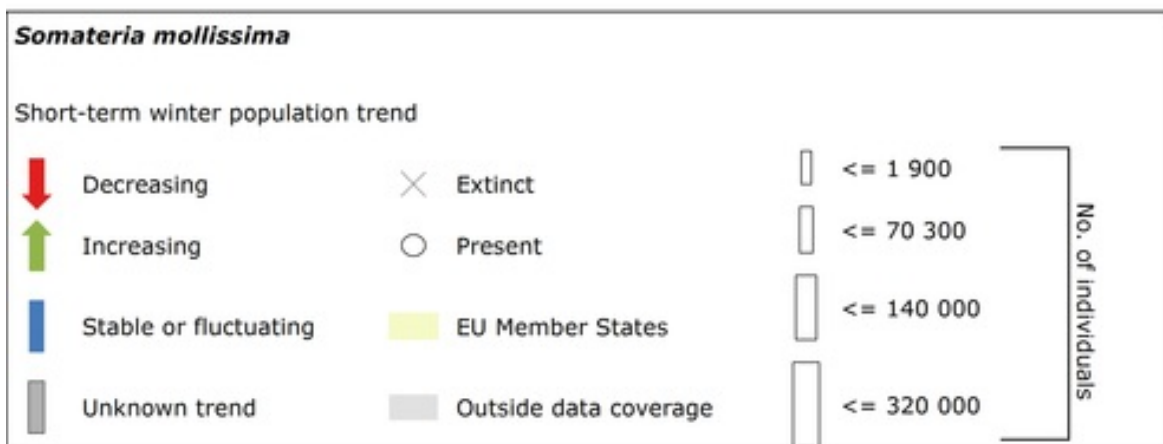 Somateria mollissima
Short-term winter population trend
Decreasing
Increasing
Stable or fluctuating
Unknown trend
Extinct
Present
EU Member States
Outside data coverage
<= 1 900
<= 70 300
<= 140 000
<= 320 000
No. of individuals